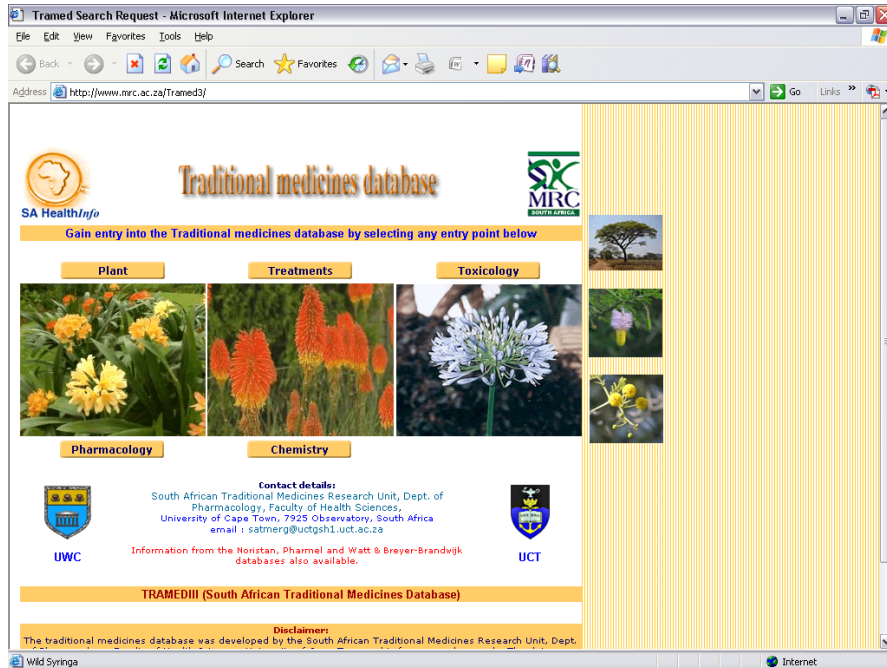 Tramed Search Request - Microsoft Internet Explorer
File Edit View Favorites Tools Help
Back Search Favorites
Address http://www.mrc.ac.za/Tramed3/ Go Links »
SA HealthInfo
Traditional medicines database
MRC
SOUTH AFRICA
Gain entry into the Traditional medicines database by selecting any entry point below
Plant Treatments Toxicology
Pharmacology Chemistry
Contact details:
South African Traditional Medicines Research Unit, Dept. of
Pharmacology, Faculty of Health Sciences,
University of Cape Town, 7925 Observatory, South Africa
email : satmerg@uctgsh1.uct.ac.za
UWC
Information from the Noristan, Pharmel and Watt & Breyer-Brandwijk
databases also available.
UCT
TRAMEDIII (South African Traditional Medicines Database)
Disclaimer:
The traditional medicines database was developed by the South African Traditional Medicines Research Unit, Dept.
Wild Syringa Internet